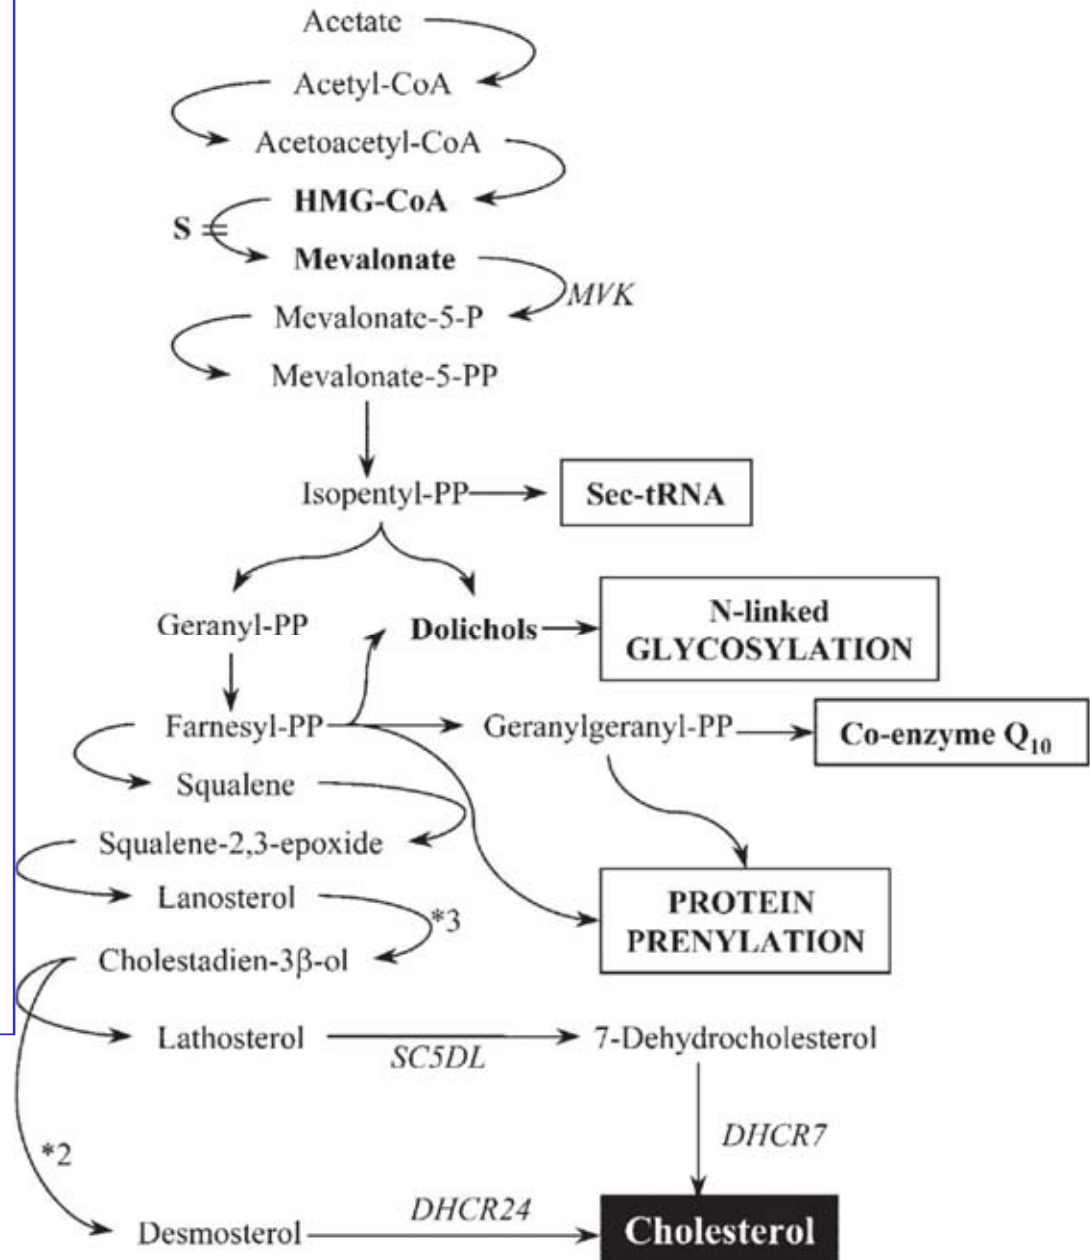 Acetate
Acetyl-CoA
Acetoacetyl-CoA
HMG-CoA
S
Mevalonate
MVK
Mevalonate-5-P
Mevalonate-5-PP
Isopentyl-PP
Sec-tRNA
Geranyl-PP
Dolichols
N-linked
GLYCOSYLATION
Farnesyl-PP
Geranylgeranyl-PP
Co-enzyme Q₁₀
Squalene
Squalene-2,3-epoxide
Lanosterol
*3
PROTEIN
PRENYLATION
Cholestadien-3β-ol
Lathosterol
SC5DL
7-Dehydrocholesterol
DHCR7
*2
Desmosterol
DHCR24
Cholesterol